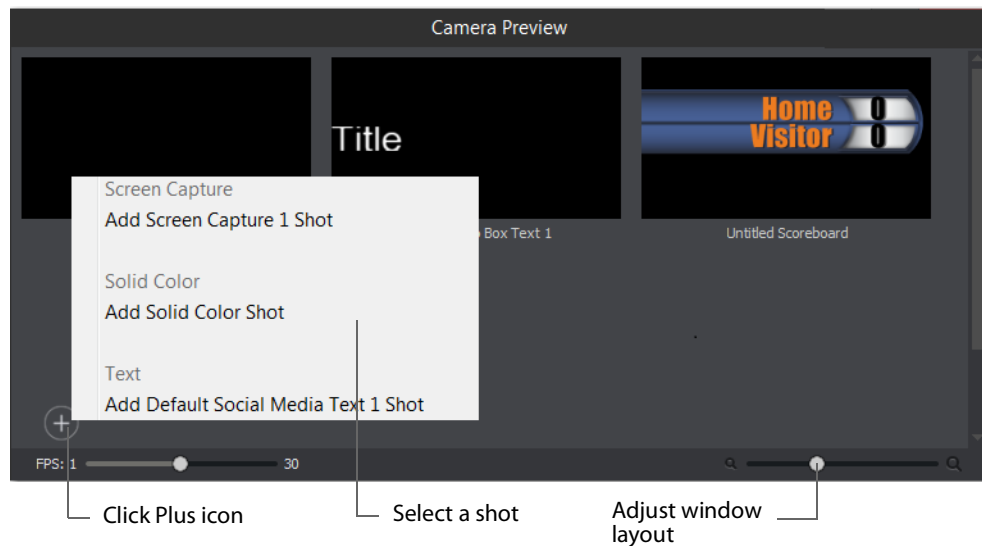 Camera Preview
Title
Home 0
Visitor 0
Screen Capture
Add Screen Capture 1 Shot
Box Text 1
Untitled Scoreboard
Solid Color
Add Solid Color Shot
Text
Add Default Social Media Text 1 Shot
FPS: 1 30
Click Plus icon
Select a shot
Adjust window
layout